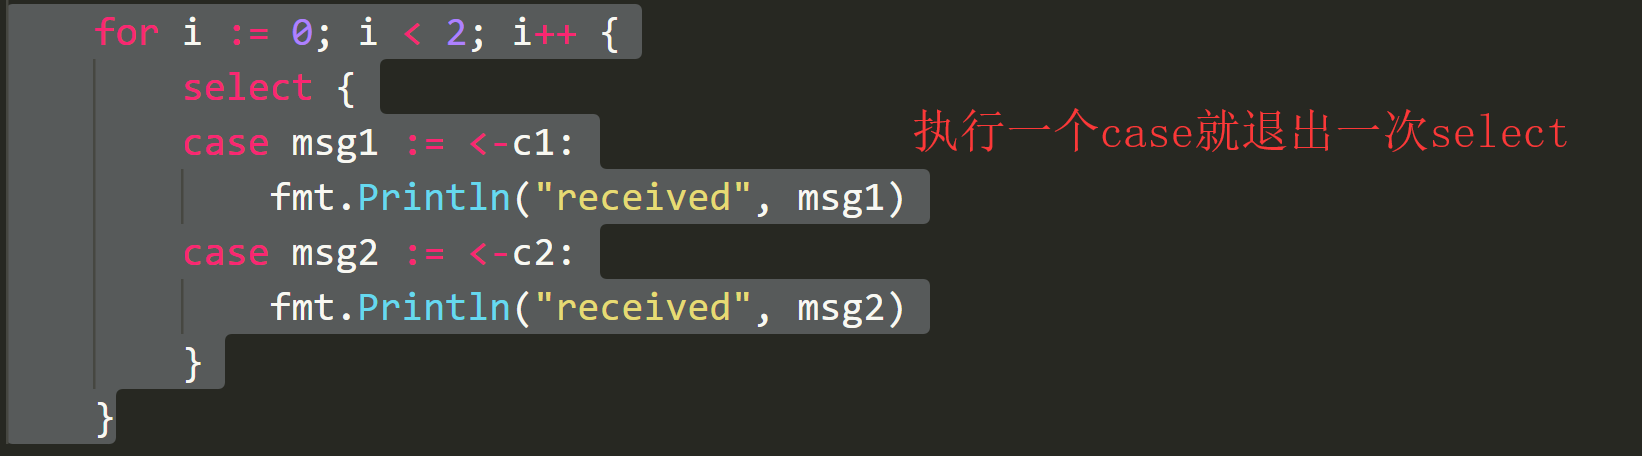 for i := 0; i < 2; i++ {
select {
case msg1 := <-c1:
执行一个case就退出一次select
fmt.Println("received", msg1)
case msg2 := <-c2:
fmt.Println("received", msg2)
}
}